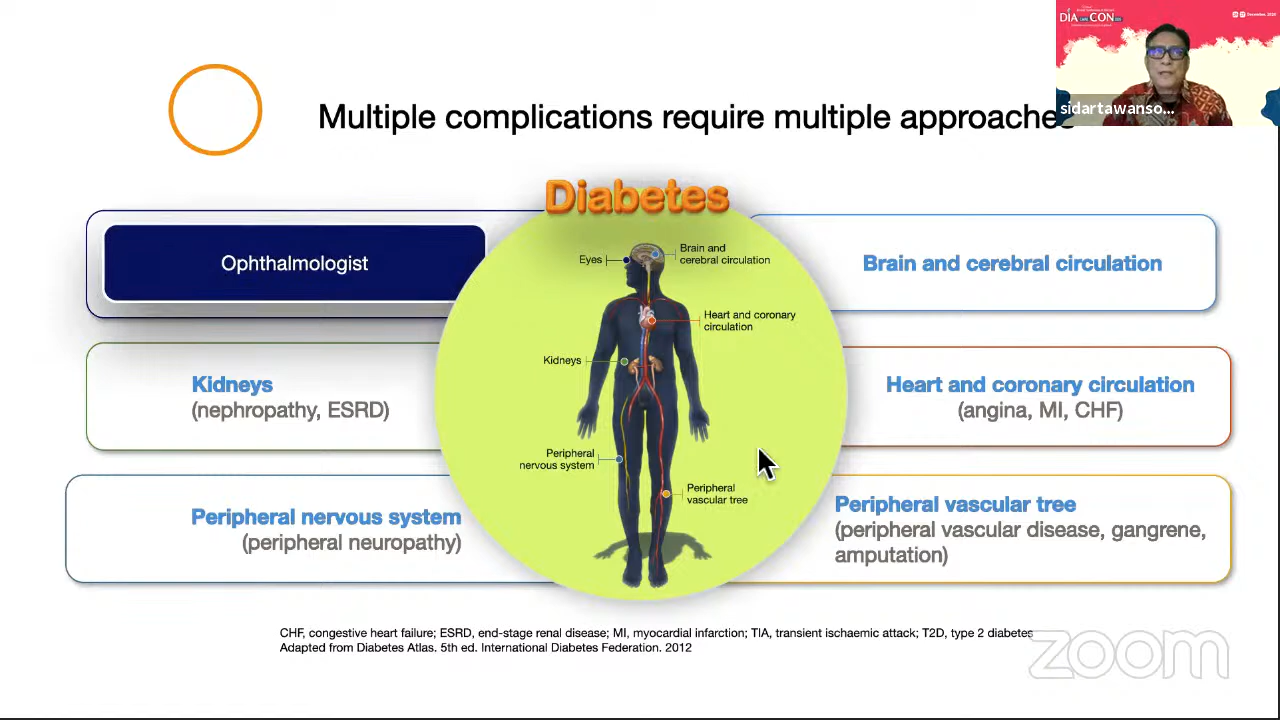 DIA CON
December, 2020
sidartawanso...
Multiple complications require multiple approaches
Diabetes
Ophthalmologist
Brain and cerebral circulation
Kidneys
(nephropathy, ESRD)
Heart and coronary circulation
(angina, MI, CHF)
Peripheral nervous system
(peripheral neuropathy)
Peripheral vascular tree
(peripheral vascular disease, gangrene,
amputation)
Eyes
Brain and
cerebral circulation
Heart and coronary
circulation
Kidneys
Peripheral
nervous system
Peripheral
vascular tree
CHF, congestive heart failure; ESRD, end-stage renal disease; MI, myocardial infarction; TIA, transient ischaemic attack; T2D, type 2 diabetes
Adapted from Diabetes Atlas. 5th ed. International Diabetes Federation. 2012
zoom